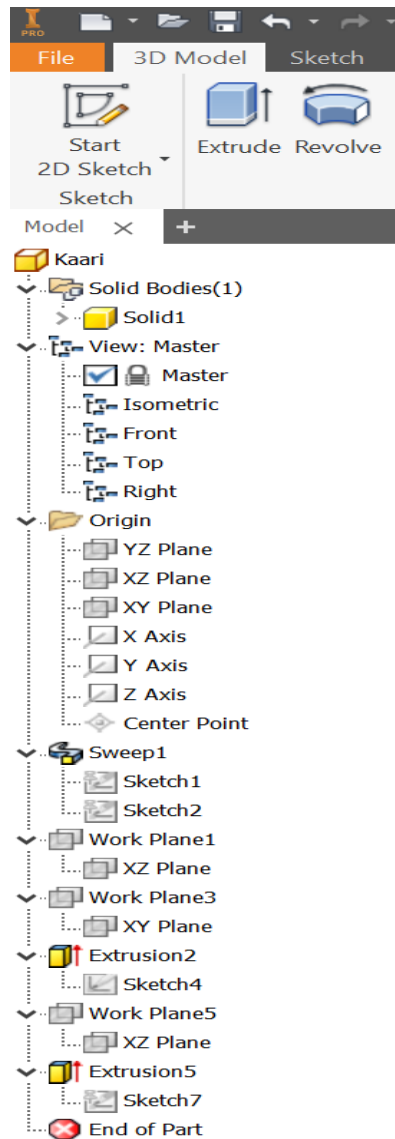 I
PRO
File 3D Model Sketch
Start
2D Sketch
Extrude Revolve
Sketch
Model
Kaari
Solid Bodies(1)
Solid1
View: Master
Master
Isometric
Front
Top
Right
Origin
YZ Plane
XZ Plane
XY Plane
X Axis
Y Axis
Z Axis
Center Point
Sweep1
Sketch1
Sketch2
Work Plane1
XZ Plane
Work Plane3
XY Plane
Extrusion2
Sketch4
Work Plane5
XZ Plane
Extrusion5
Sketch7
End of Part